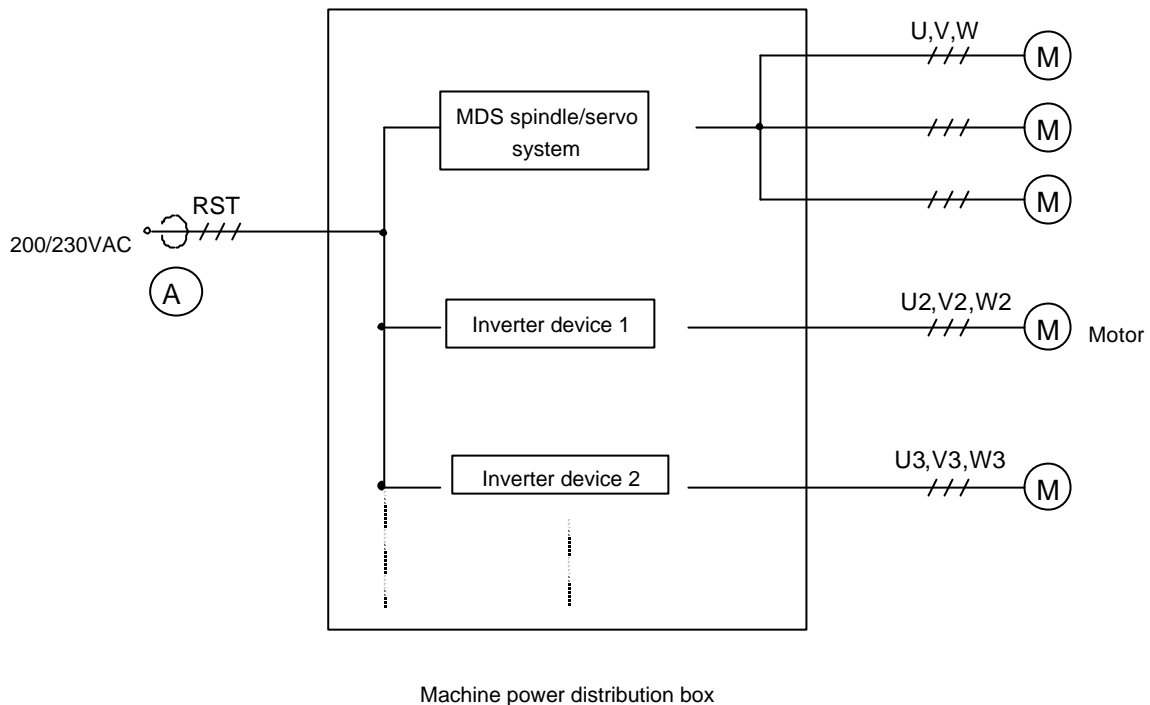 U,V,W
M
MDS spindle/servo
system
M
M
RST
200/230VAC
A
U2,V2,W2
Inverter device 1
M
Motor
U3,V3,W3
Inverter device 2
M
Machine power distribution box